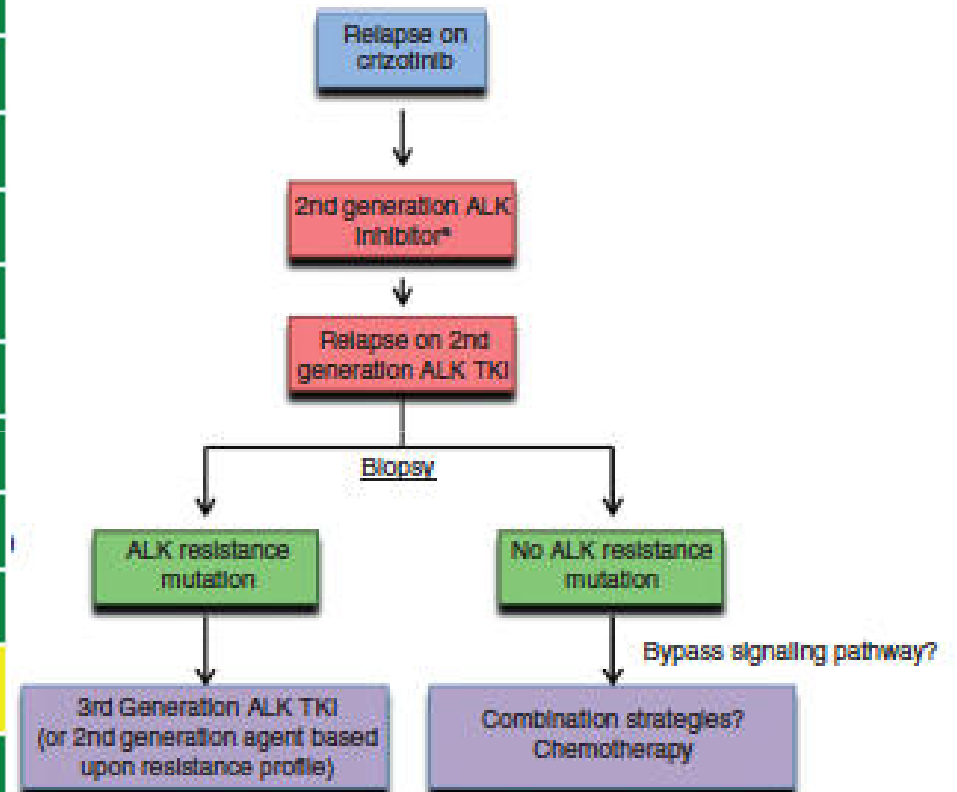 Relapse on
crizotinib
2nd generation ALK
Inhibitor*
Relapse on 2nd
generation ALK TKI
Biopsy
ALK resistance
mutation
No ALK resistance
mutation
Bypass signaling pathway?
3rd Generation ALK TKI
(or 2nd generation agent based
upon resistance profile)
Combination strategies?
Chemotherapy